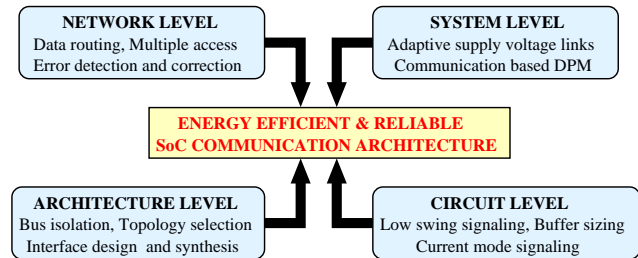 NETWORK LEVEL
Data routing, Multiple access
Error detection and correction
SYSTEM LEVEL
Adaptive supply voltage links
Communication based DPM
ENERGY EFFICIENT & RELIABLE
SoC COMMUNICATION ARCHITECTURE
ARCHITECTURE LEVEL
Bus isolation, Topology selection
Interface design and synthesis
CIRCUIT LEVEL
Low swing signaling, Buffer sizing
Current mode signaling